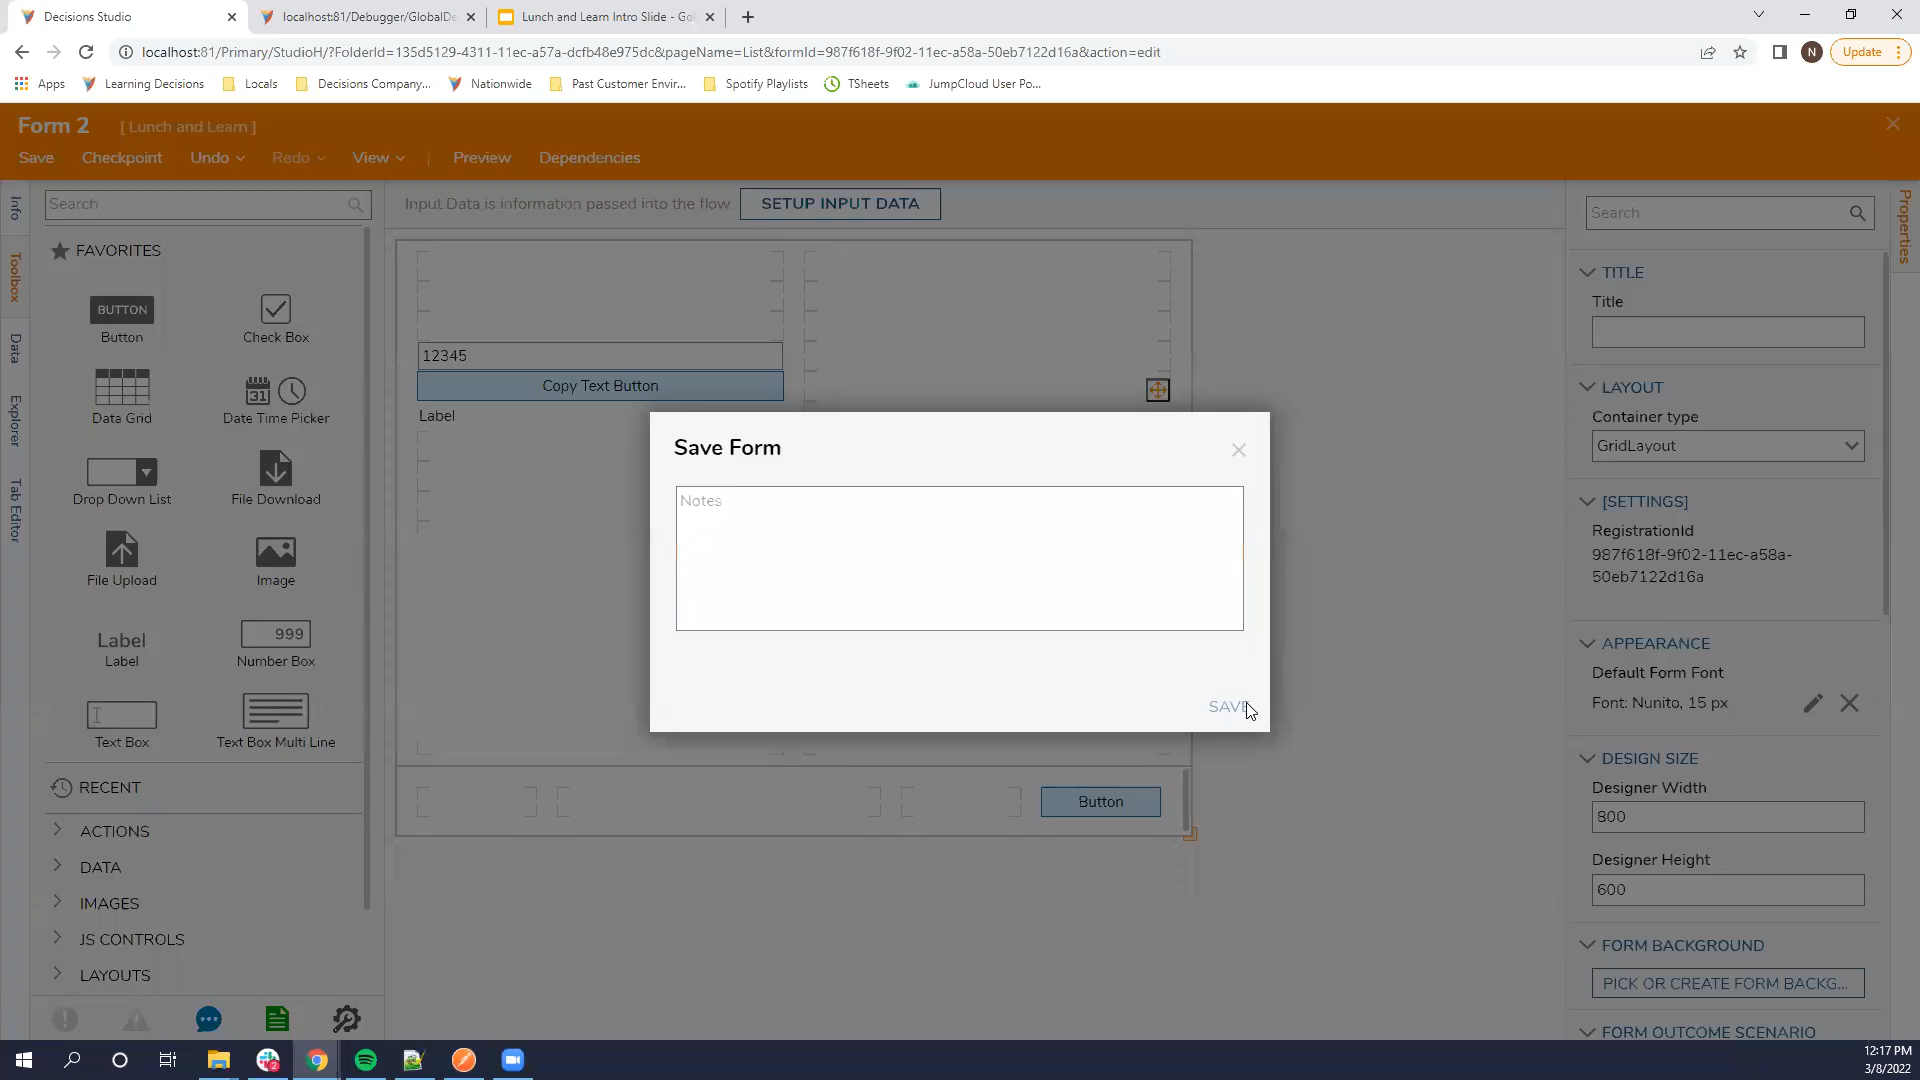 Decisions Studio
localhost:81/Debugger/GlobalDe
Lunch and Learn Intro Slide - Go
localhost:81/Primary/StudioH/?FolderId=135d5129-4311-11ec-a57a-dcfb48e975dc&pageName=List&formId=987f618f-9f02-11ec-a58a-50eb7122d16a&action=edit
N
Update
Apps
Learning Decisions
Locals
Decisions Company...
Nationwide
Past Customer Envir...
Spotify Playlists
TSheets
JumpCloud User Po...
Form 2
[ Lunch and Learn ]
Save
Checkpoint
Undo
Redo
View
Preview
Dependencies
Info
Toolbox
Data
Explorer
Tab Editor
Search
FAVORITES
BUTTON
Button
Check Box
Data Grid
31
Date Time Picker
Drop Down List
File Download
File Upload
Image
Label
Label
999
Number Box
Text Box
Text Box Multi Line
RECENT
ACTIONS
DATA
IMAGES
JS CONTROLS
LAYOUTS
Input Data is information passed into the flow
SETUP INPUT DATA
12345
Copy Text Button
Label
Button
Save Form
Notes
SAVE
Properties
Search
TITLE
Title
LAYOUT
Container type
GridLayout
[SETTINGS]
RegistrationId
987f618f-9f02-11ec-a58a-
50eb7122d16a
APPEARANCE
Default Form Font
Font: Nunito, 15 px
DESIGN SIZE
Designer Width
800
Designer Height
600
FORM BACKGROUND
PICK OR CREATE FORM BACKG...
FORM OUTCOME SCENARIO
2
12:17 PM
3/8/2022